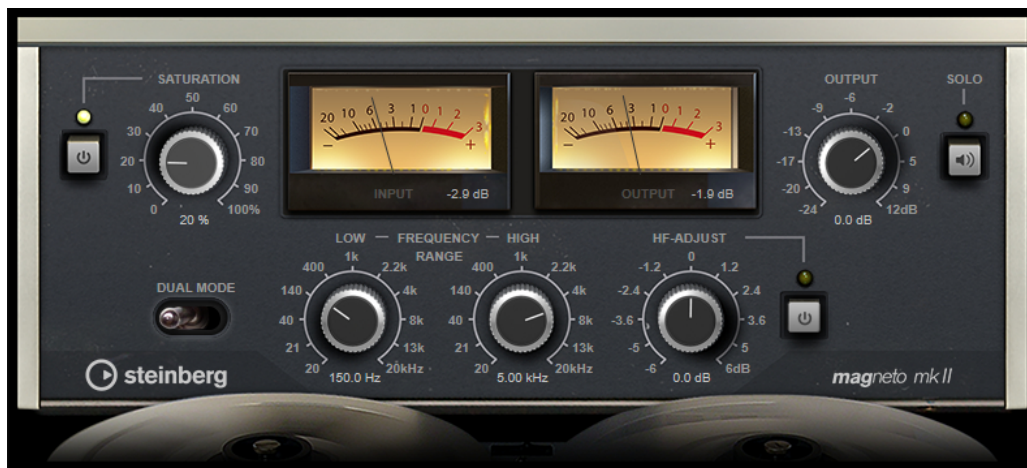 SATURATION
0 10 20 30 40 50 60 70 80 90 100%
20 %
20 10 6 3 1 0 1 2 3
- +
INPUT -2.9 dB
20 10 6 3 1 0 1 2 3
- +
OUTPUT -1.9 dB
OUTPUT
-24 -20 -17 -13 -9 -6 -2 0 5 9 12dB
0.0 dB
SOLO
DUAL MODE
LOW — FREQUENCY — HIGH
RANGE
20 21 40 140 400 1k 2.2k 4k 8k 13k 20kHz
150.0 Hz
20 21 40 140 400 1k 2.2k 4k 8k 13k 20kHz
5.00 kHz
HF-ADJUST
-6 -5 -3.6 -2.4 -1.2 0 1.2 2.4 3.6 5 6dB
0.0 dB
steinberg
magneto mkII